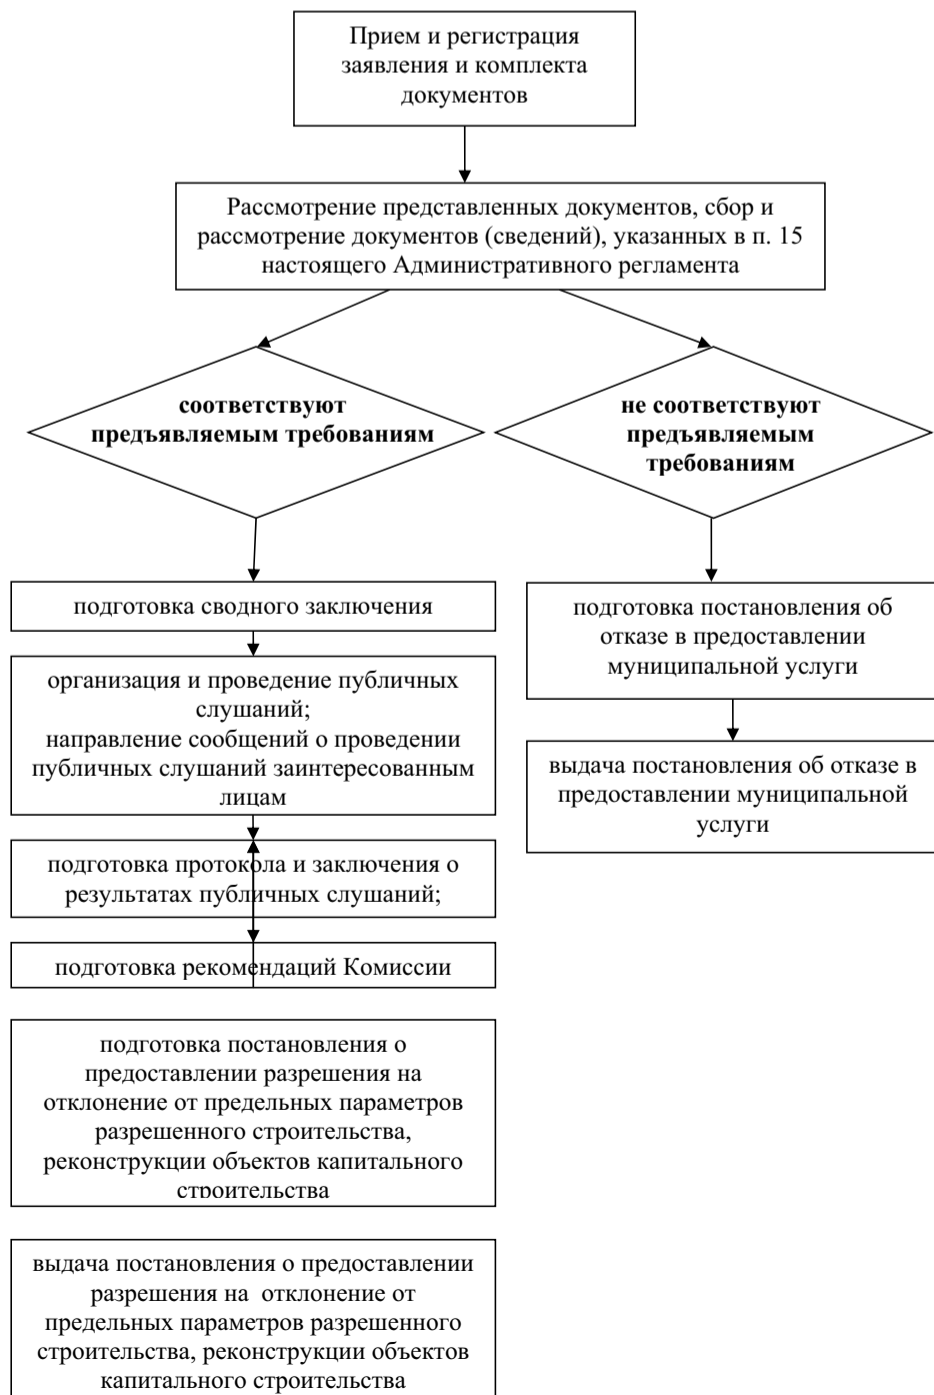 Прием и регистрация
заявления и комплекта
документов
Рассмотрение представленных документов, сбор и
рассмотрение документов (сведений), указанных в п. 15
настоящего Административного регламента
соответствуют
предъявляемым требованиям
не соответствуют
предъявляемым
требованиям
подготовка сводного заключения
организация и проведение публичных
слушаний;
направление сообщений о проведении
публичных слушаний заинтересованным
лицам
подготовка протокола и заключения о
результатах публичных слушаний;
подготовка рекомендаций Комиссии
подготовка постановления о
предоставлении разрешения на
отклонение от предельных параметров
разрешенного строительства,
реконструкции объектов капитального
строительства
выдача постановления о предоставлении
разрешения на отклонение от
предельных параметров разрешенного
строительства, реконструкции объектов
капитального строительства
подготовка постановления об
отказе в предоставлении
муниципальной услуги
выдача постановления об отказе в
предоставлении муниципальной
услуги